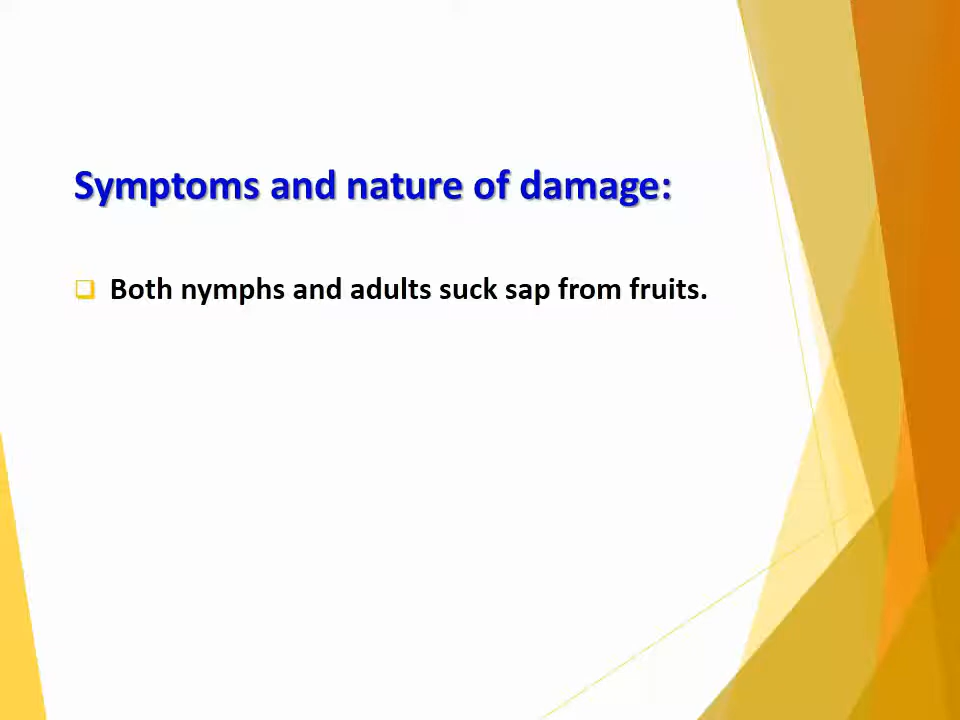 Symptoms and nature of damage:
Both nymphs and adults suck sap from fruits.